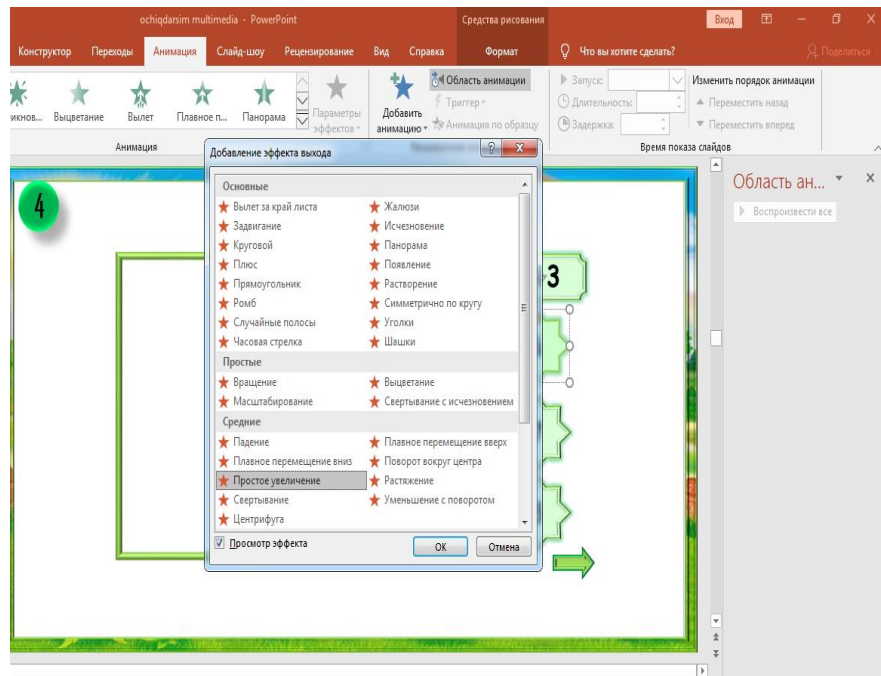 ochiqdarsim multimedia - PowerPoint
Средства рисования
Вход
Конструктор Переходы Анимация Слайд-шоу Рецензирование Вид Справка Формат Что вы хотите сделать? Поделиться
икнов... Выцветание Вылет Плавное п... Панорама
Параметры эффектов
Добавить анимацию
Область анимации
Триггер
Анимация по образцу
Запуск:
Длительность:
Задержка:
Изменить порядок анимации
Переместить назад
Переместить вперед
Анимация
Время показа слайдов
Добавление эффекта выхода
Основные
Вылет за край листа Жалюзи
Задвигание Исчезновение
Круговой Панорама
Плюс Появление
Прямоугольник Растворение
Ромб Симметрично по кругу
Случайные полосы Уголки
Часовая стрелка Шашки
Простые
Вращение Выцветание
Масштабирование Свертывание с исчезновением
Средние
Падение Плавное перемещение вверх
Плавное перемещение вниз Поворот вокруг центра
Простое увеличение Растяжение
Свертывание Уменьшение с поворотом
Центрифуга
Просмотр эффекта
ОК Отмена
4
3
Область ан...
Воспроизвести все